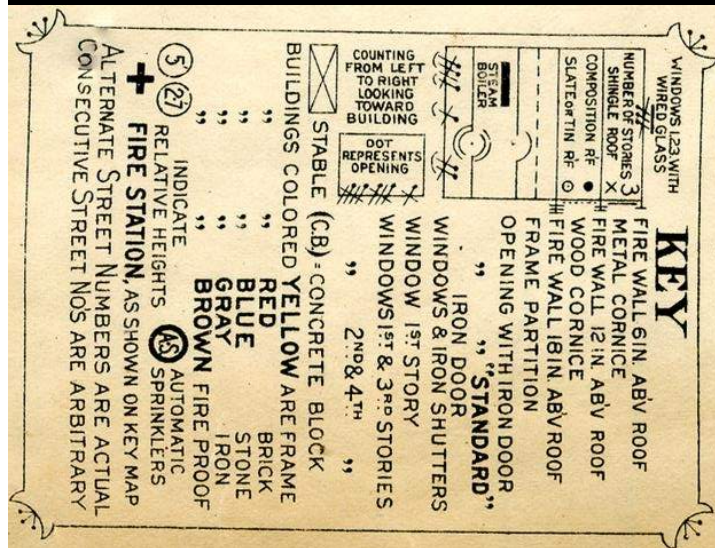 KEY
WINDOWS 1.2.3. WITH
WIRED GLASS
NUMBER OF STORIES 3
SHINGLE ROOF X
COMPOSITION R'F
SLATE OR TIN R'F
FIRE WALL 6 IN. AB'V ROOF
METAL CORNICE
FIRE WALL 12 IN. AB'V ROOF
WOOD CORNICE
FIRE WALL 18 IN. AB'V ROOF
FRAME PARTITION
OPENING WITH IRON DOOR
STEAM
BOILER
" " "STANDARD"
IRON DOOR
WINDOWS & IRON SHUTTERS
WINDOW 1ST STORY
WINDOWS 1ST & 3RD STORIES
" 2ND & 4TH "
COUNTING
FROM LEFT
TO RIGHT
LOOKING
TOWARD
BUILDING
DOT
REPRESENTS
OPENING
STABLE (C.B.) = CONCRETE BLOCK
BUILDINGS COLORED YELLOW ARE FRAME
" " RED " BRICK
" " BLUE " STONE
" " GRAY " IRON
" " BROWN FIRE PROOF
5 27 INDICATE
RELATIVE HEIGHTS
AS AUTOMATIC
SPRINKLERS
FIRE STATION, AS SHOWN ON KEY MAP
ALTERNATE STREET NUMBERS ARE ACTUAL
CONSECUTIVE STREET NO'S ARE ARBITRARY